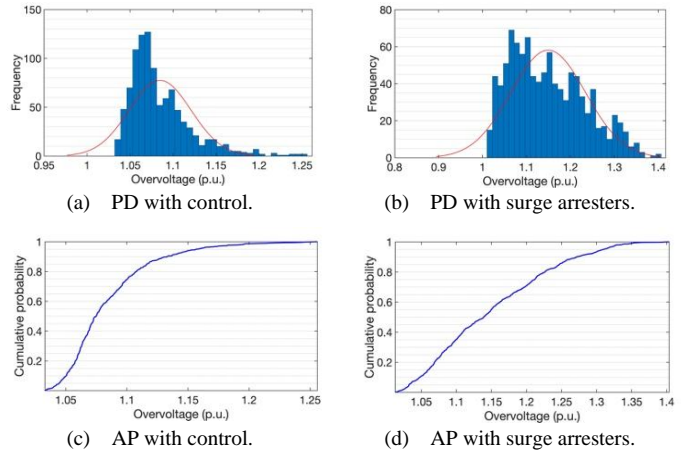 150
100
50
0
Frequency
0.95 1 1.05 1.1 1.15 1.2 1.25
Overvoltage (p.u.)
(a) PD with control.
80
60
40
20
0
Frequency
0.8 0.9 1 1.1 1.2 1.3 1.4
Overvoltage (p.u.)
(b) PD with surge arresters.
1
0.8
0.6
0.4
0.2
Cumulative probability
1.05 1.1 1.15 1.2 1.25
Overvoltage (p.u.)
(c) AP with control.
1
0.8
0.6
0.4
0.2
Cumulative probability
1.05 1.1 1.15 1.2 1.25 1.3 1.35 1.4
Overvoltage (p.u.)
(d) AP with surge arresters.